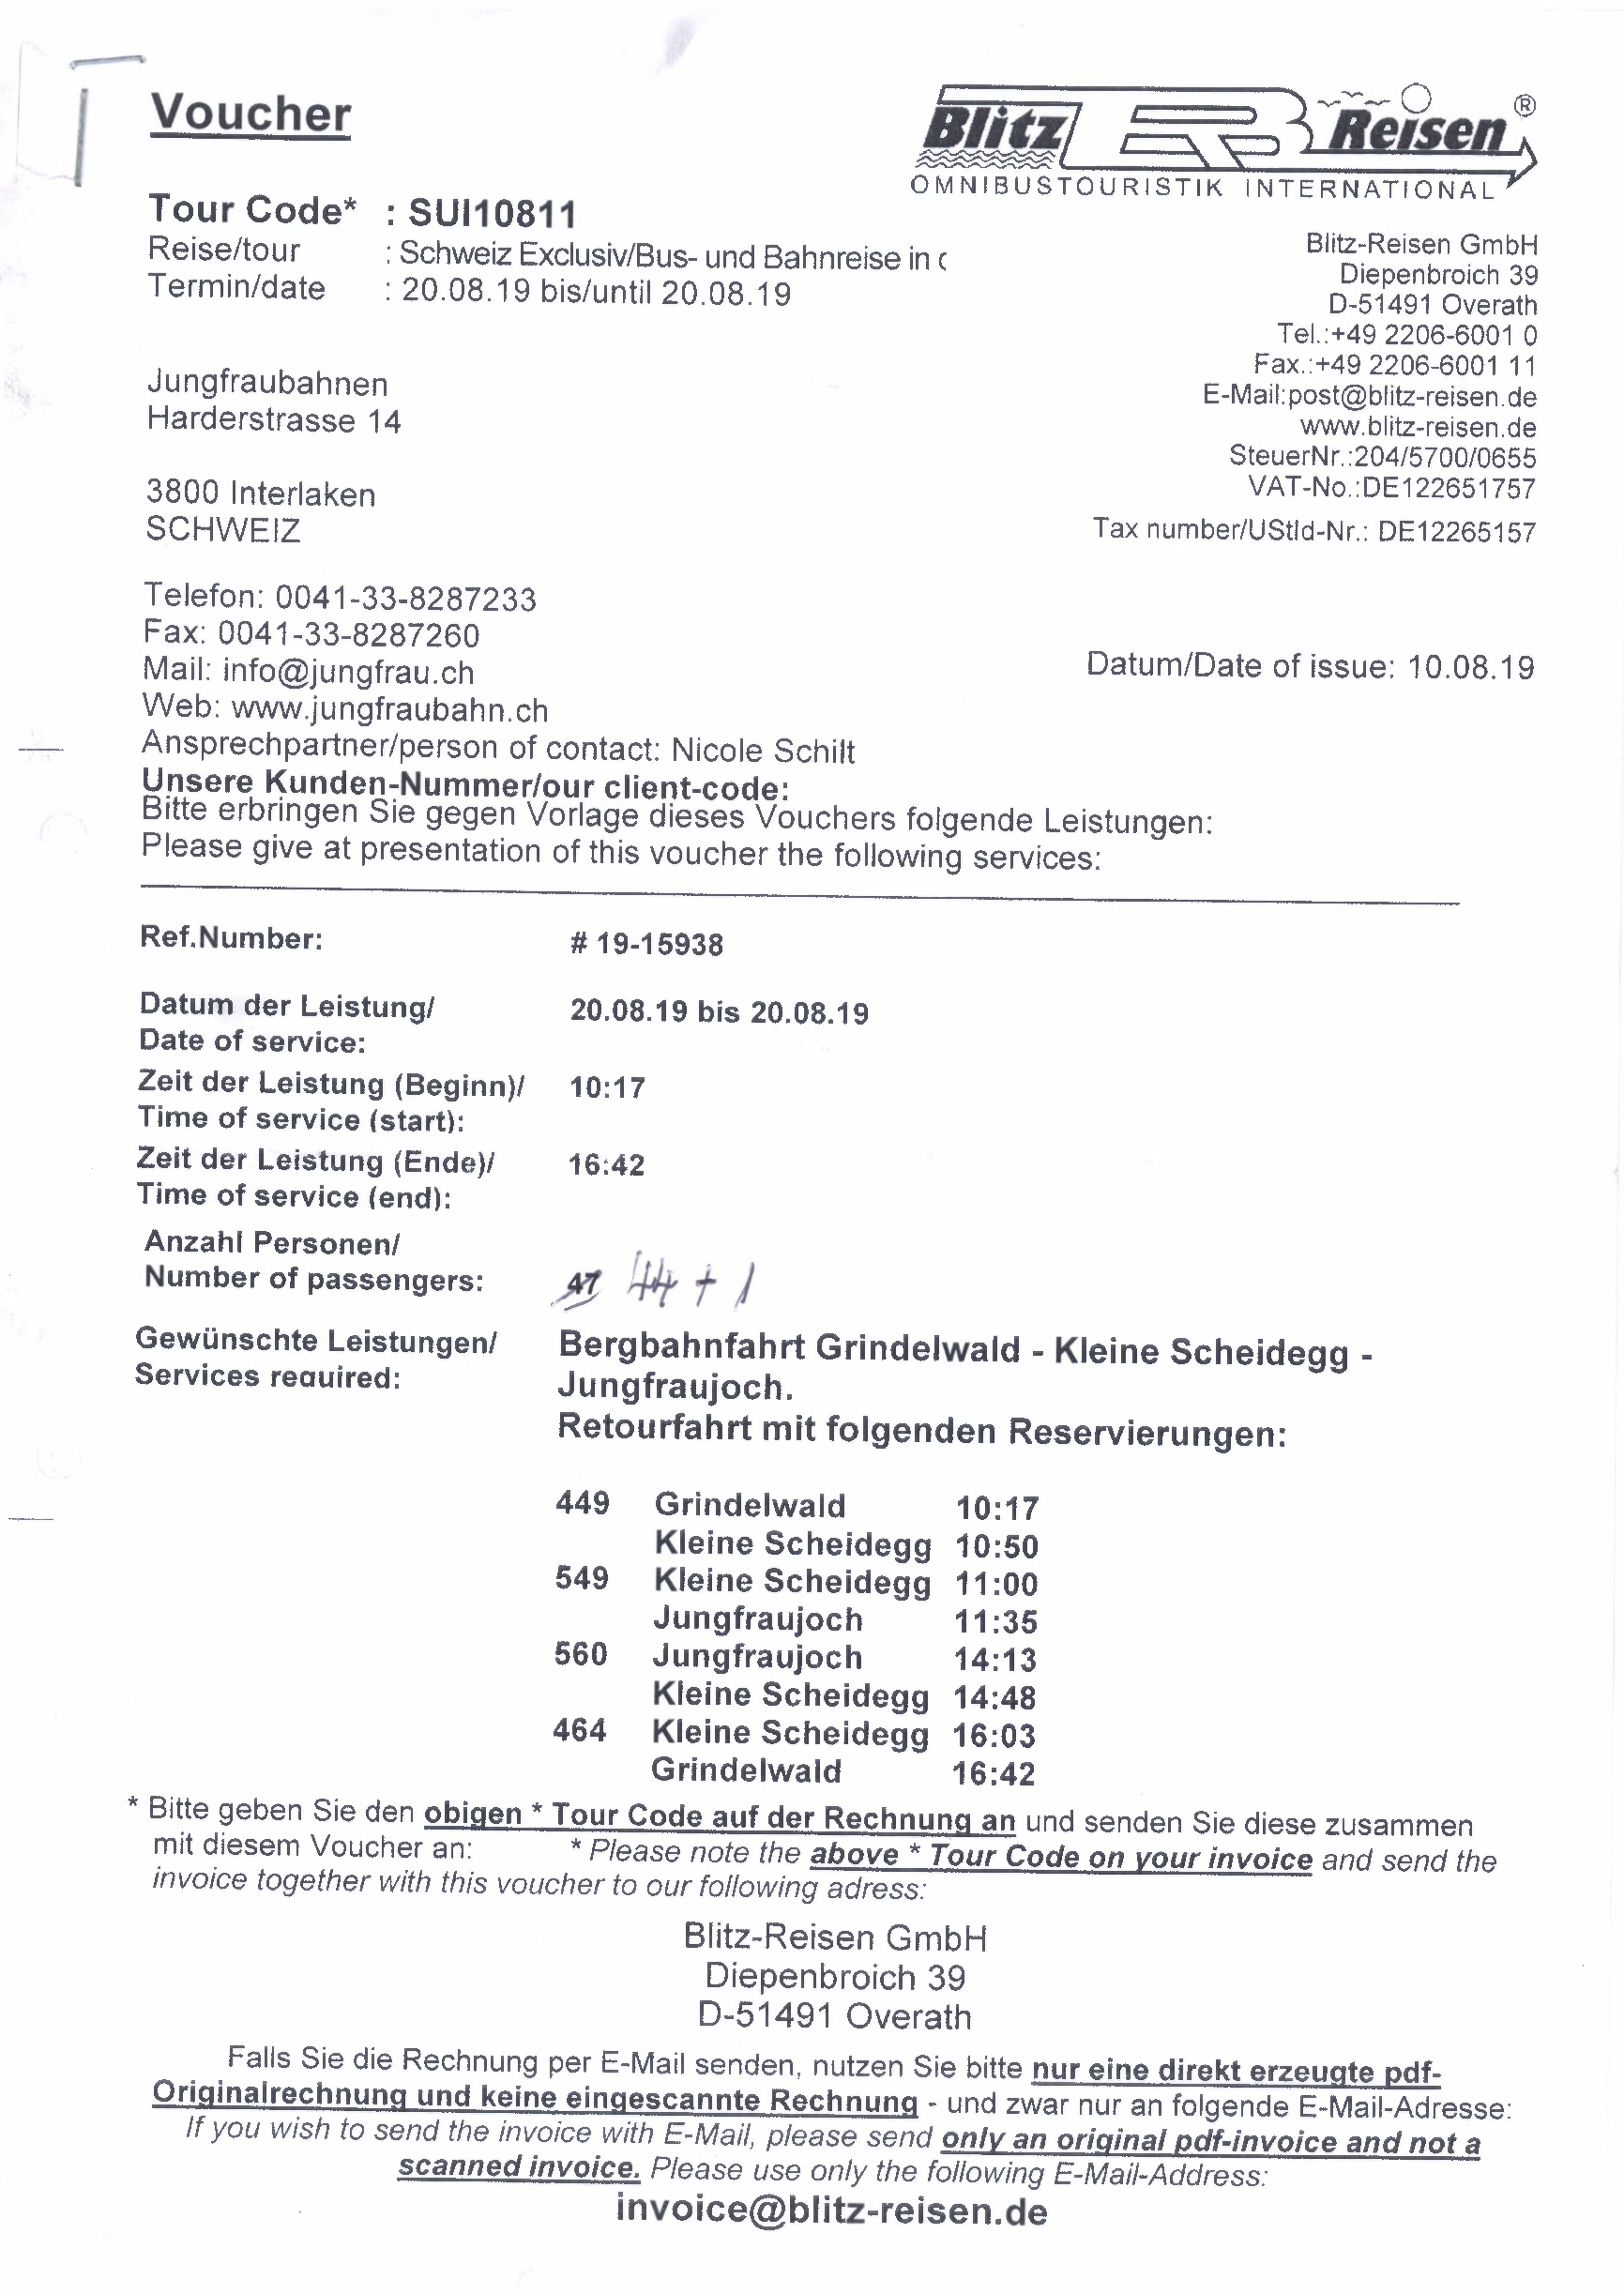 Voucher
Blitz ERB Reisen ®
OMNIBUSTOURISTIK INTERNATIONAL
Tour Code* : SUI10811
Reise/tour : Schweiz Exclusiv/Bus- und Bahnreise in
Termin/date : 20.08.19 bis/until 20.08.19
Blitz-Reisen GmbH
Diepenbroich 39
D-51491 Overath
Tel.:+49 2206-6001 0
Fax.:+49 2206-6001 11
E-Mail:post@blitz-reisen.de
www.blitz-reisen.de
SteuerNr.:204/5700/0655
VAT-No.:DE122651757
Tax number/UStId-Nr.: DE12265157
Jungfraubahnen
Harderstrasse 14
3800 Interlaken
SCHWEIZ
Telefon: 0041-33-8287233
Fax: 0041-33-8287260
Mail: info@jungfrau.ch
Web: www.jungfraubahn.ch
Datum/Date of issue: 10.08.19
Ansprechpartner/person of contact: Nicole Schilt
Unsere Kunden-Nummer/our client-code:
Bitte erbringen Sie gegen Vorlage dieses Vouchers folgende Leistungen:
Please give at presentation of this voucher the following services:
Ref.Number: # 19-15938
Datum der Leistung/ 20.08.19 bis 20.08.19
Date of service:
Zeit der Leistung (Beginn)/ 10:17
Time of service (start):
Zeit der Leistung (Ende)/ 16:42
Time of service (end):
Anzahl Personen/
Number of passengers: 47 44 + 1
Gewünschte Leistungen/ Bergbahnfahrt Grindelwald - Kleine Scheidegg -
Services required: Jungfraujoch.
Retourfahrt mit folgenden Reservierungen:
449 Grindelwald 10:17
Kleine Scheidegg 10:50
549 Kleine Scheidegg 11:00
Jungfraujoch 11:35
560 Jungfraujoch 14:13
Kleine Scheidegg 14:48
464 Kleine Scheidegg 16:03
Grindelwald 16:42
* Bitte geben Sie den obigen * Tour Code auf der Rechnung an und senden Sie diese zusammen
mit diesem Voucher an: * Please note the above * Tour Code on your invoice and send the
invoice together with this voucher to our following adress:
Blitz-Reisen GmbH
Diepenbroich 39
D-51491 Overath
Falls Sie die Rechnung per E-Mail senden, nutzen Sie bitte nur eine direkt erzeugte pdf-
Originalrechnung und keine eingescannte Rechnung - und zwar nur an folgende E-Mail-Adresse:
If you wish to send the invoice with E-Mail, please send only an original pdf-invoice and not a
scanned invoice. Please use only the following E-Mail-Address:
invoice@blitz-reisen.de